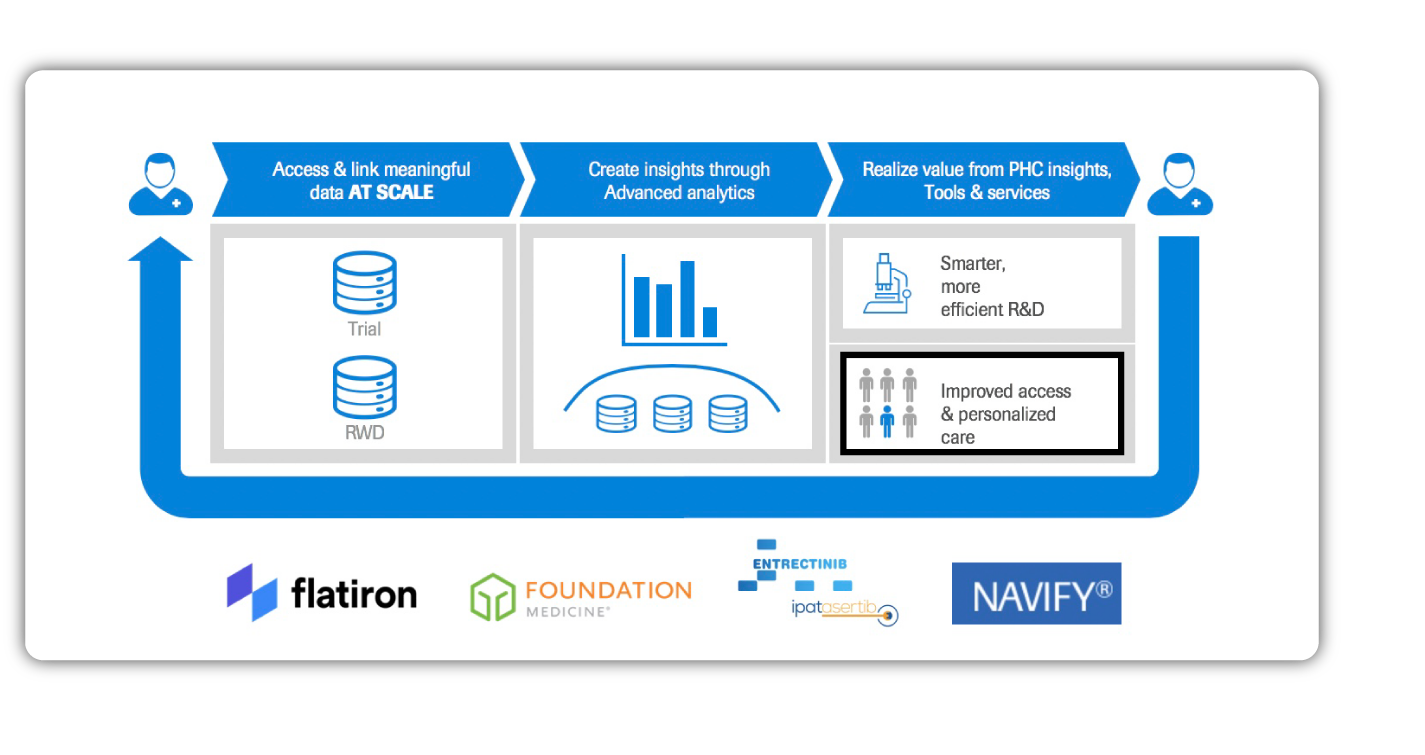 Access & link meaningful
data AT SCALE
Create insights through
Advanced analytics
Realize value from PHC insights,
Tools & services
Trial
RWD
Smarter,
more
efficient R&D
Improved access
& personalized
care
flatiron
FOUNDATION
MEDICINE®
ENTRECTINIB
ipatasertib
NAVIFY®